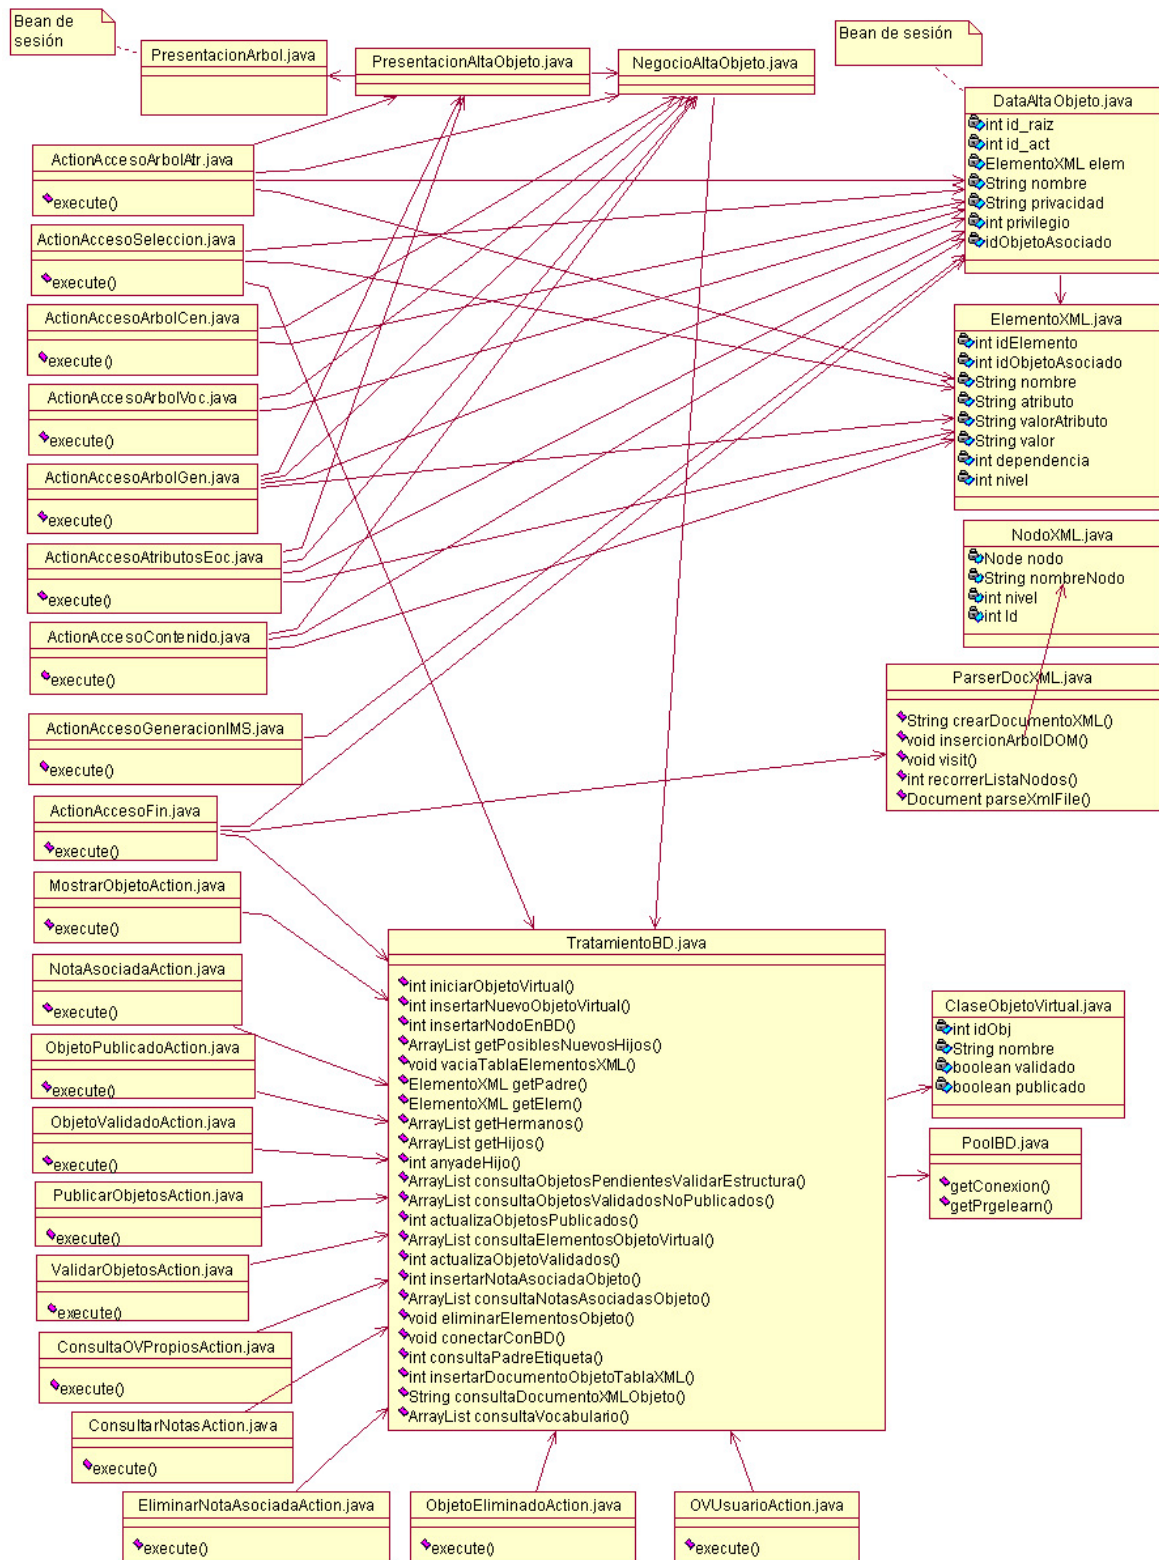 Bean de
sesión
PresentacionArbol.java
PresentacionAltaObjeto.java
NegocioAltaObjeto.java
Bean de sesión
DataAltaObjeto.java
int id_raiz
int id_act
ElementoXML elem
String nombre
String privacidad
int privilegio
idObjetoAsociado
ActionAccesoArbolAtr.java
execute()
ActionAccesoSeleccion.java
execute()
ActionAccesoArbolCen.java
execute()
ActionAccesoArbolVoc.java
execute()
ActionAccesoArbolGen.java
execute()
ActionAccesoAtributosEoc.java
execute()
ActionAccesoContenido.java
execute()
ActionAccesoGeneracionIMS.java
execute()
ActionAccesoFin.java
execute()
ElementoXML.java
int idElemento
int idObjetoAsociado
String nombre
String atributo
String valorAtributo
String valor
int dependencia
int nivel
NodoXML.java
Node nodo
String nombreNodo
int nivel
int Id
ParserDocXML.java
String crearDocumentoXML()
void insercionArbolDOM()
void visit()
int recorrerListaNodos()
Document parseXmlFile()
MostrarObjetoAction.java
execute()
NotaAsociadaAction.java
execute()
ObjetoPublicadoAction.java
execute()
ObjetoValidadoAction.java
execute()
PublicarObjetosAction.java
execute()
ValidarObjetosAction.java
execute()
ConsultaOVPropiosAction.java
execute()
ConsultarNotasAction.java
execute()
TratamientoBD.java
int iniciarObjetoVirtual()
int insertarNuevoObjetoVirtual()
int insertarNodoEnBD()
ArrayList getPosiblesNuevosHijos()
void vaciaTablaElementosXML()
ElementoXML getPadre()
ElementoXML getElem()
ArrayList getHermanos()
ArrayList getHijos()
int anyadeHijo()
ArrayList consultaObjetosPendientesValidarEstructura()
ArrayList consultaObjetosValidadosNoPublicados()
int actualizaObjetosPublicados()
ArrayList consultaElementosObjetoVirtual()
int actualizaObjetoValidados()
int insertarNotaAsociadaObjeto()
ArrayList consultaNotasAsociadasObjeto()
void eliminarElementosObjeto()
void conectarConBD()
int consultaPadreEtiqueta()
int insertarDocumentoObjetoTablaXML()
String consultaDocumentoXMLObjeto()
ArrayList consultaVocabulario()
ClaseObjetoVirtual.java
int idObj
String nombre
boolean validado
boolean publicado
PoolBD.java
getConexion()
getPrgelearn()
EliminarNotaAsociadaAction.java
execute()
ObjetoEliminadoAction.java
execute()
OVUsuarioAction.java
execute()